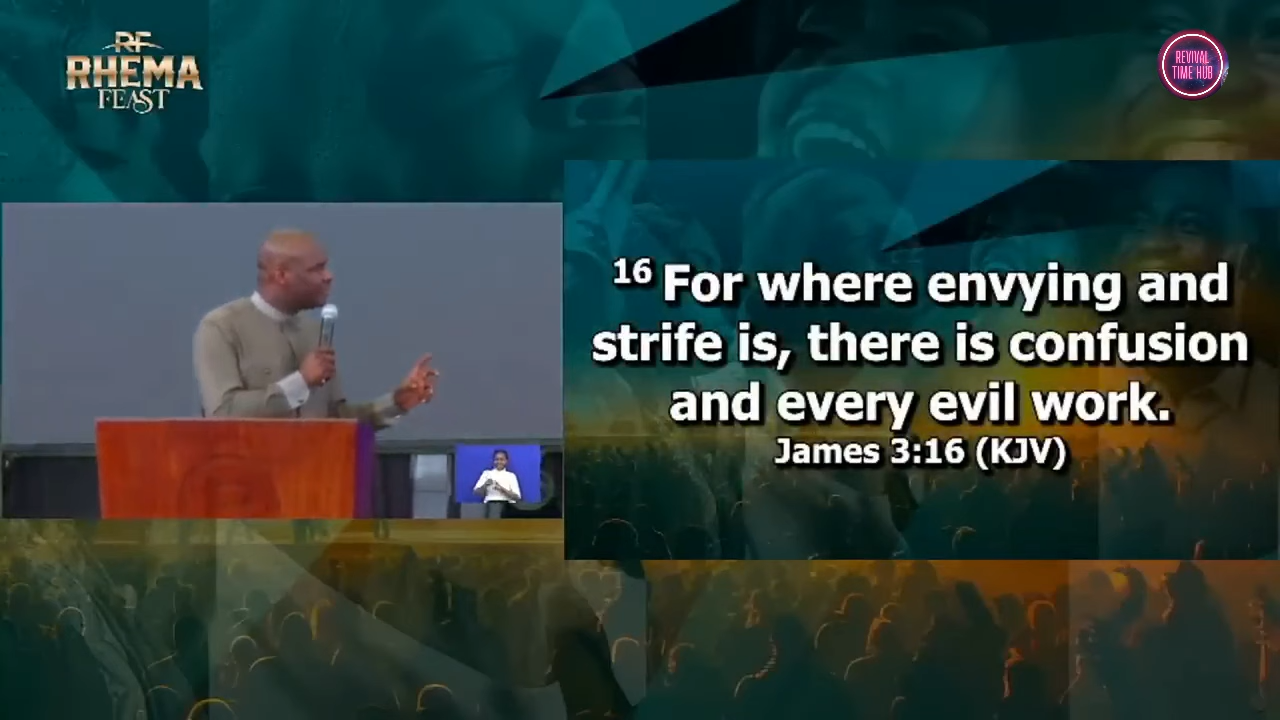 RF
RHEMA
FEAST
REVIVAL
TIME HUB
16 For where envying and
strife is, there is confusion
and every evil work.
James 3:16 (KJV)